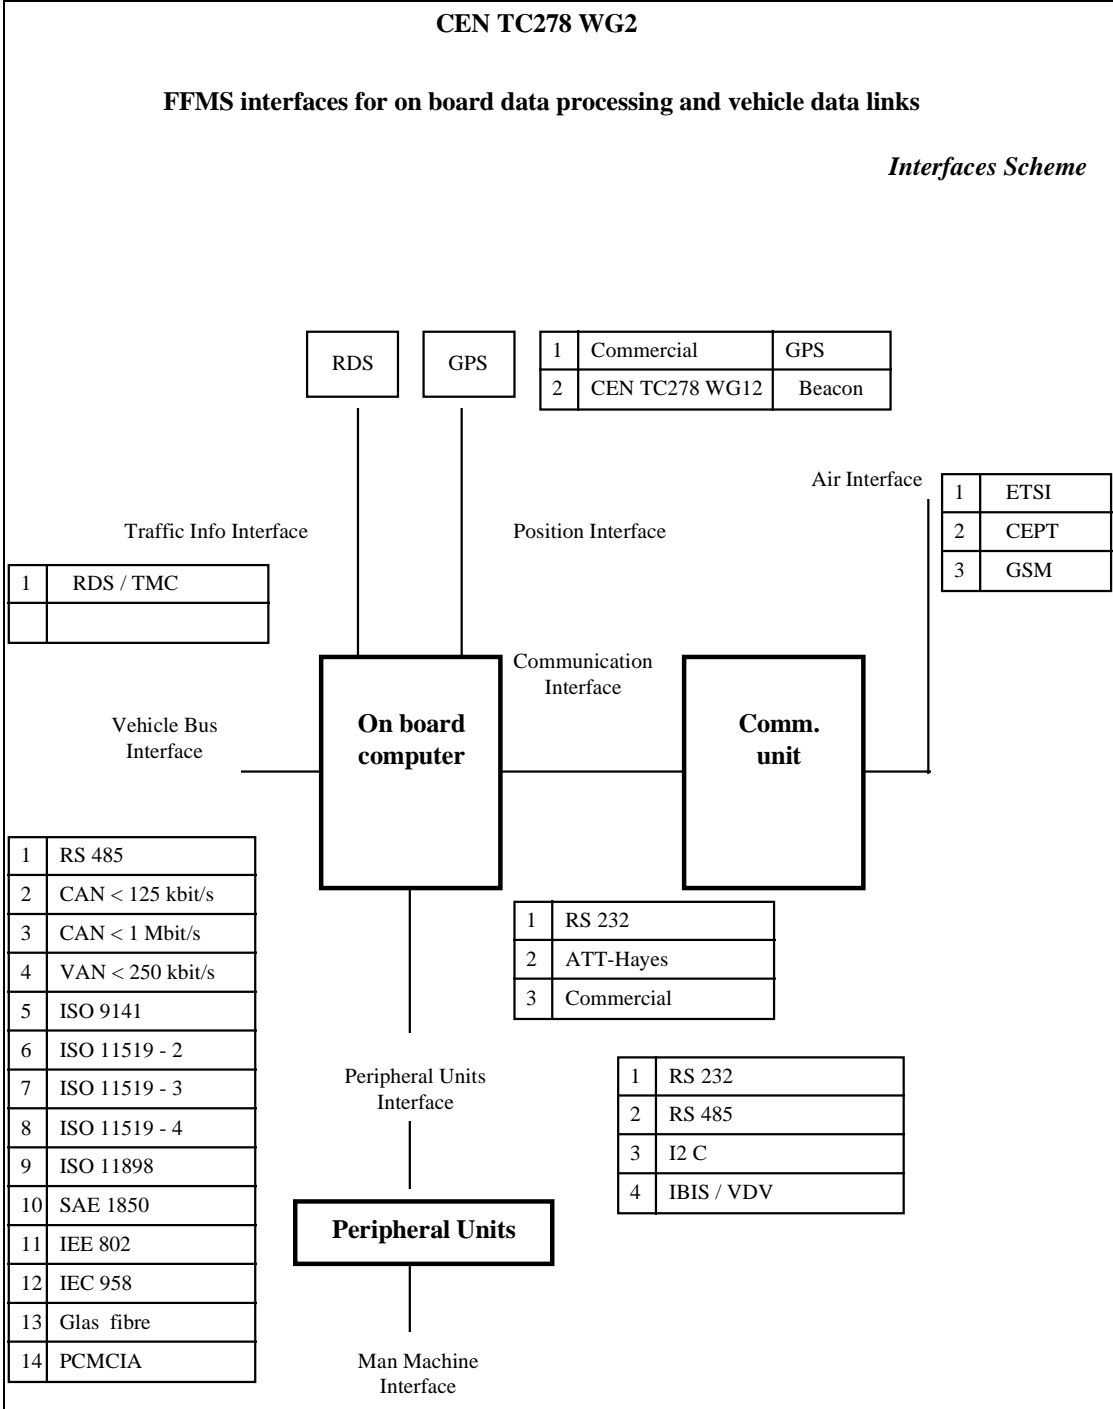 CEN TC278 WG2
FFMS interfaces for on board data processing and vehicle data links
Interfaces Scheme
RDS
GPS
1 Commercial GPS
2 CEN TC278 WG12 Beacon
Air Interface
1 ETSI
2 CEPT
3 GSM
Traffic Info Interface
Position Interface
1 RDS / TMC
Communication
Interface
Vehicle Bus
Interface
On board
computer
Comm.
unit
1 RS 485
2 CAN < 125 kbit/s
3 CAN < 1 Mbit/s
4 VAN < 250 kbit/s
5 ISO 9141
6 ISO 11519 - 2
7 ISO 11519 - 3
8 ISO 11519 - 4
9 ISO 11898
10 SAE 1850
11 IEE 802
12 IEC 958
13 Glas fibre
14 PCMCIA
1 RS 232
2 ATT-Hayes
3 Commercial
Peripheral Units
Interface
1 RS 232
2 RS 485
3 I2 C
4 IBIS / VDV
Peripheral Units
Man Machine
Interface